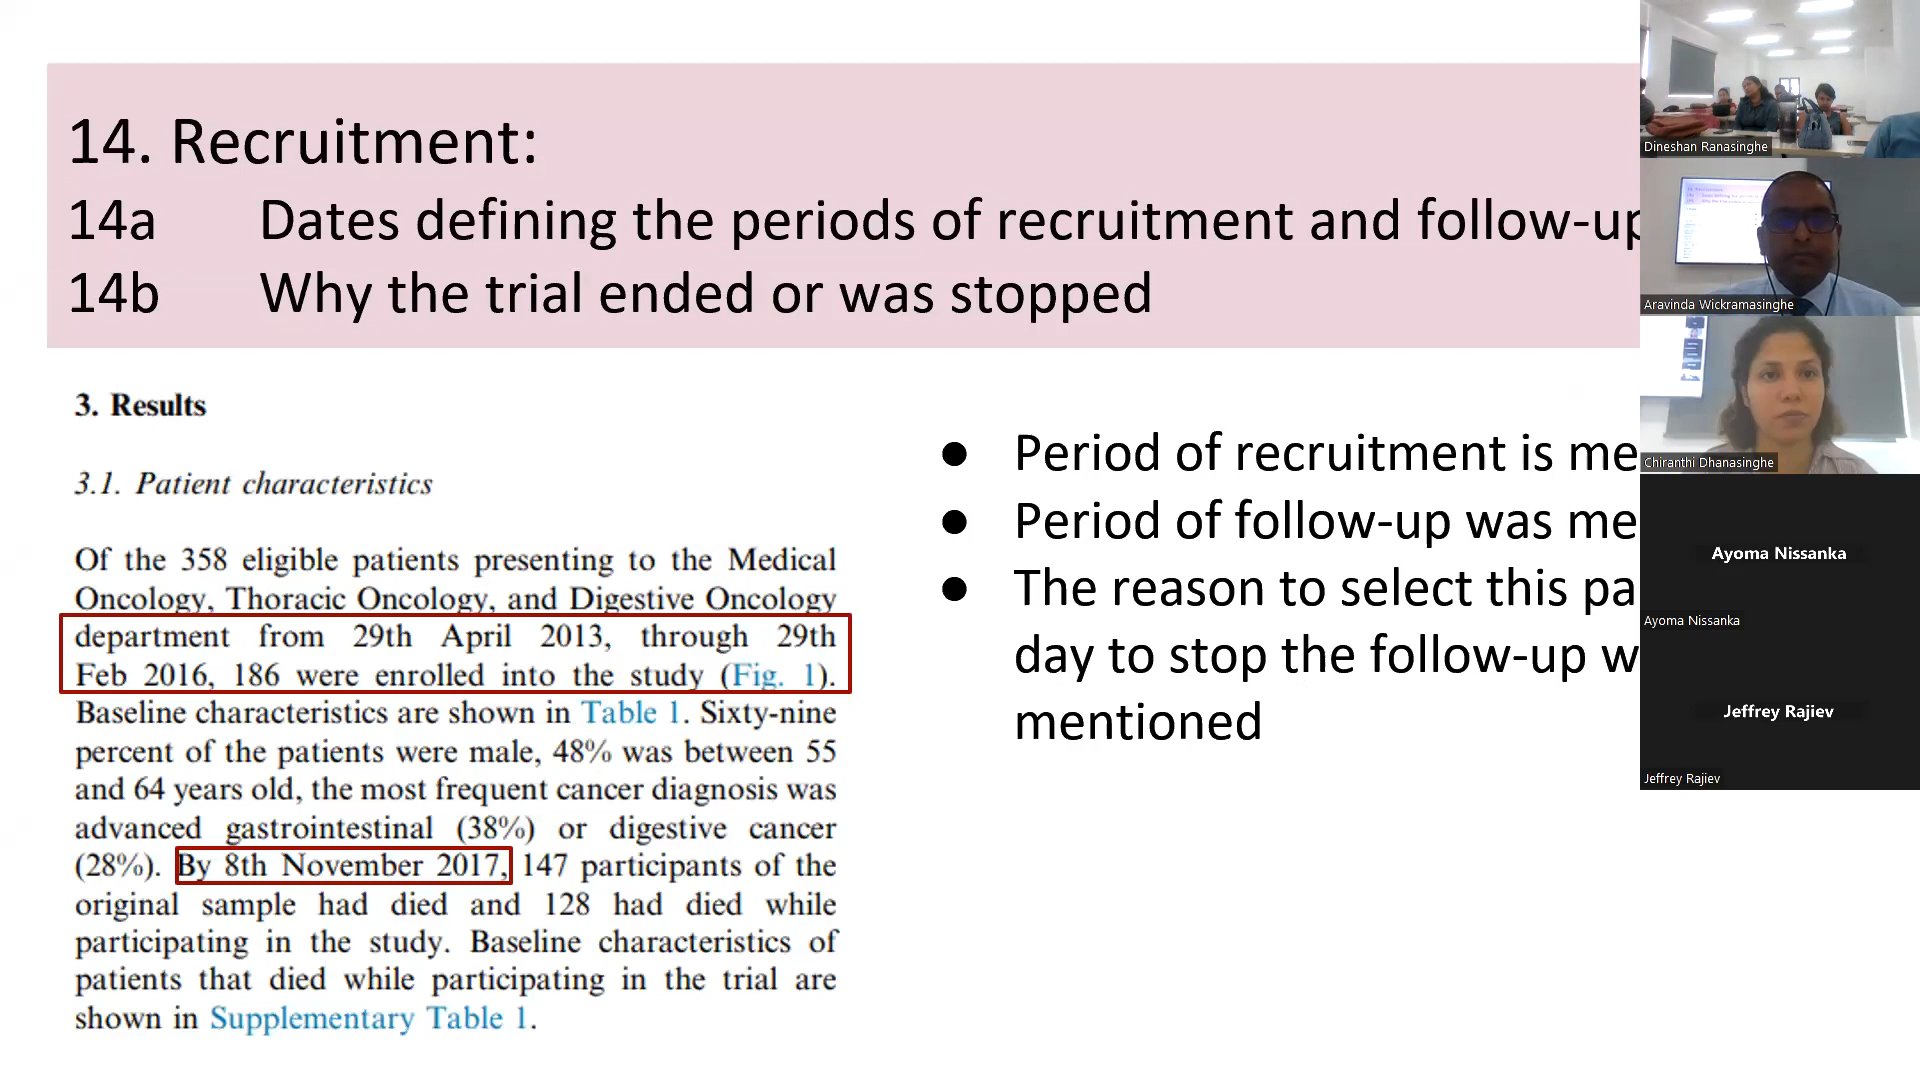 14. Recruitment:
14a Dates defining the periods of recruitment and follow-up
14b Why the trial ended or was stopped
3. Results
3.1. Patient characteristics
Of the 358 eligible patients presenting to the Medical
Oncology, Thoracic Oncology, and Digestive Oncology
department from 29th April 2013, through 29th
Feb 2016, 186 were enrolled into the study (Fig. 1).
Baseline characteristics are shown in Table 1. Sixty-nine
percent of the patients were male, 48% was between 55
and 64 years old, the most frequent cancer diagnosis was
advanced gastrointestinal (38%) or digestive cancer
(28%). By 8th November 2017, 147 participants of the
original sample had died and 128 had died while
participating in the study. Baseline characteristics of
patients that died while participating in the trial are
shown in Supplementary Table 1.
● Period of recruitment is me
● Period of follow-up was me
● The reason to select this pa
day to stop the follow-up w
mentioned
Dineshan Ranasinghe
Aravinda Wickramasinghe
Chiranthi Dhanasinghe
Ayoma Nissanka
Ayoma Nissanka
Jeffrey Rajiev
Jeffrey Rajiev